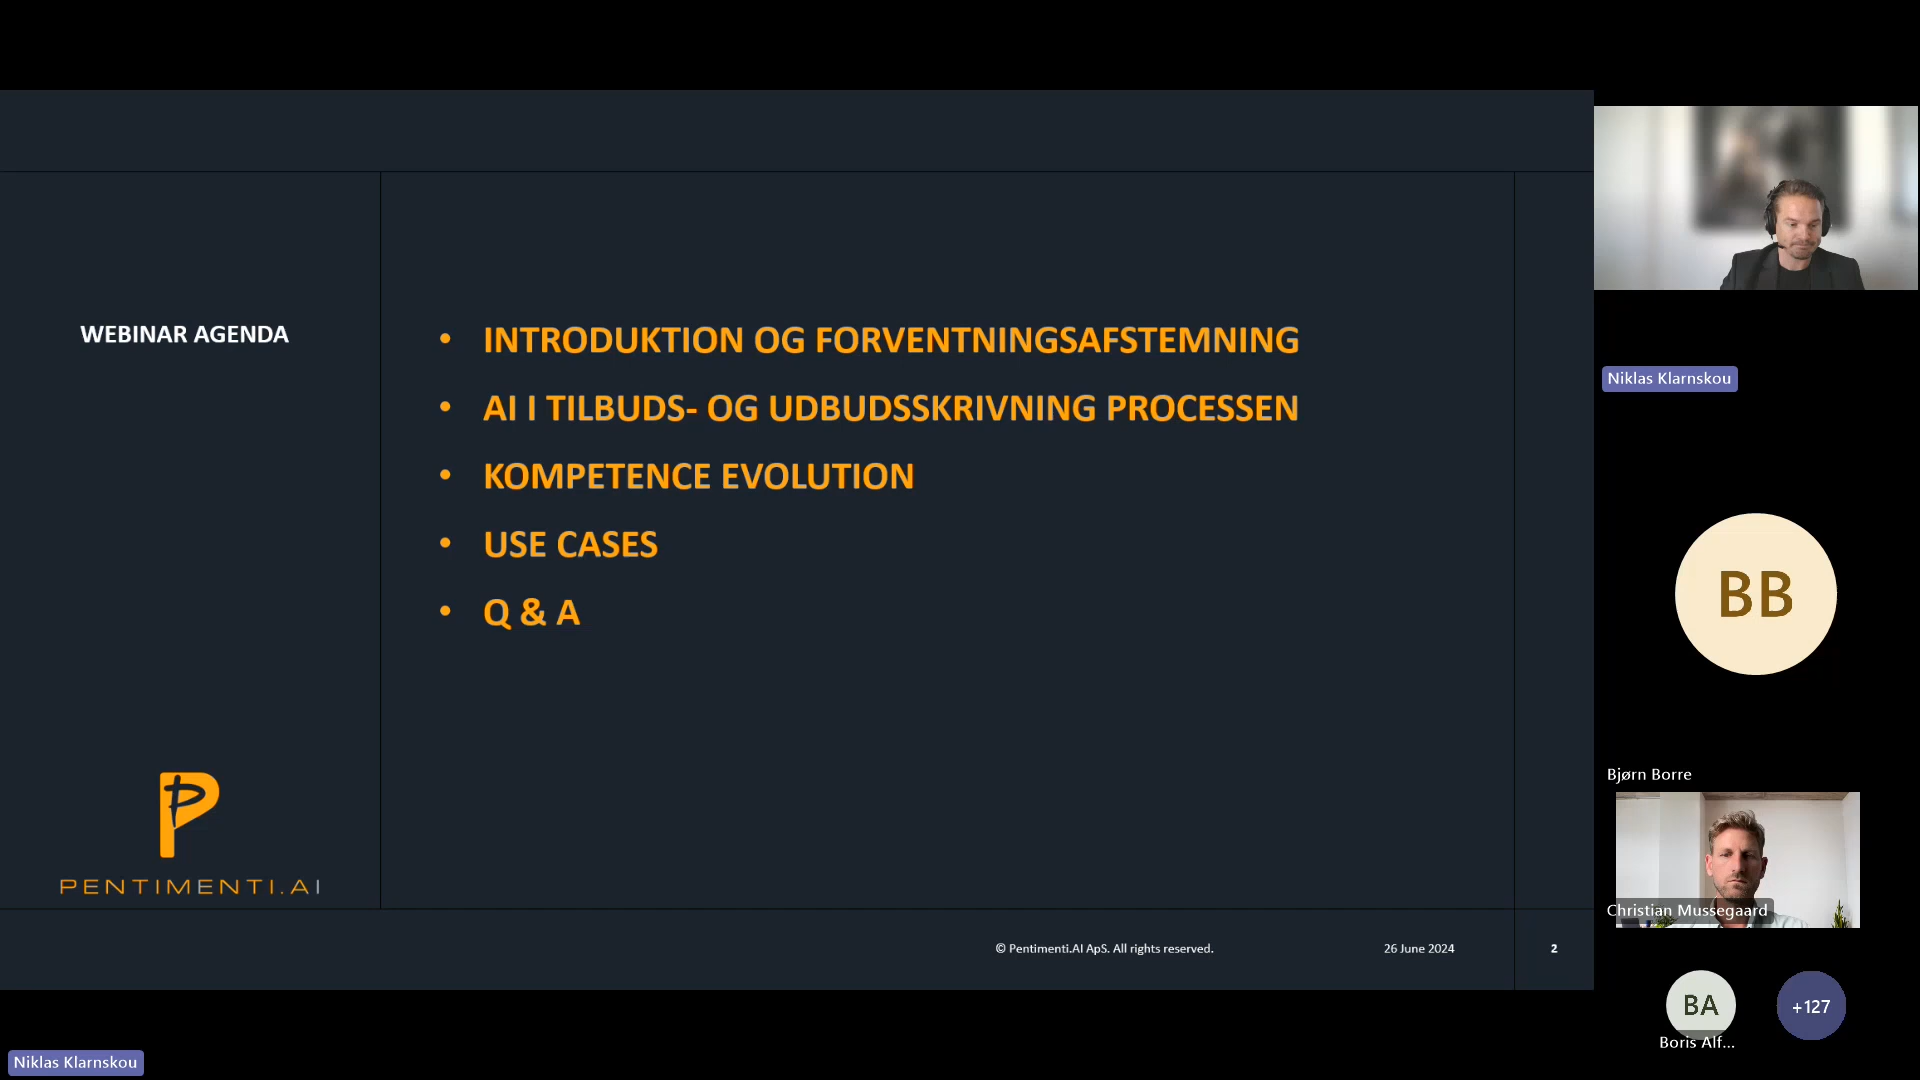 WEBINAR AGENDA
• INTRODUKTION OG FORVENTNINGSAFSTEMNING
• AI I TILBUDS- OG UDBUDSSKRIVNING PROCESSEN
• KOMPETENCE EVOLUTION
• USE CASES
• Q & A
PENTIMENTI.AI
© Pentimenti.AI ApS. All rights reserved.
26 June 2024
2
Niklas Klarnskou
BB
Bjørn Borre
Christian Mussegaard
BA
+127
Boris Alf...
Niklas Klarnskou